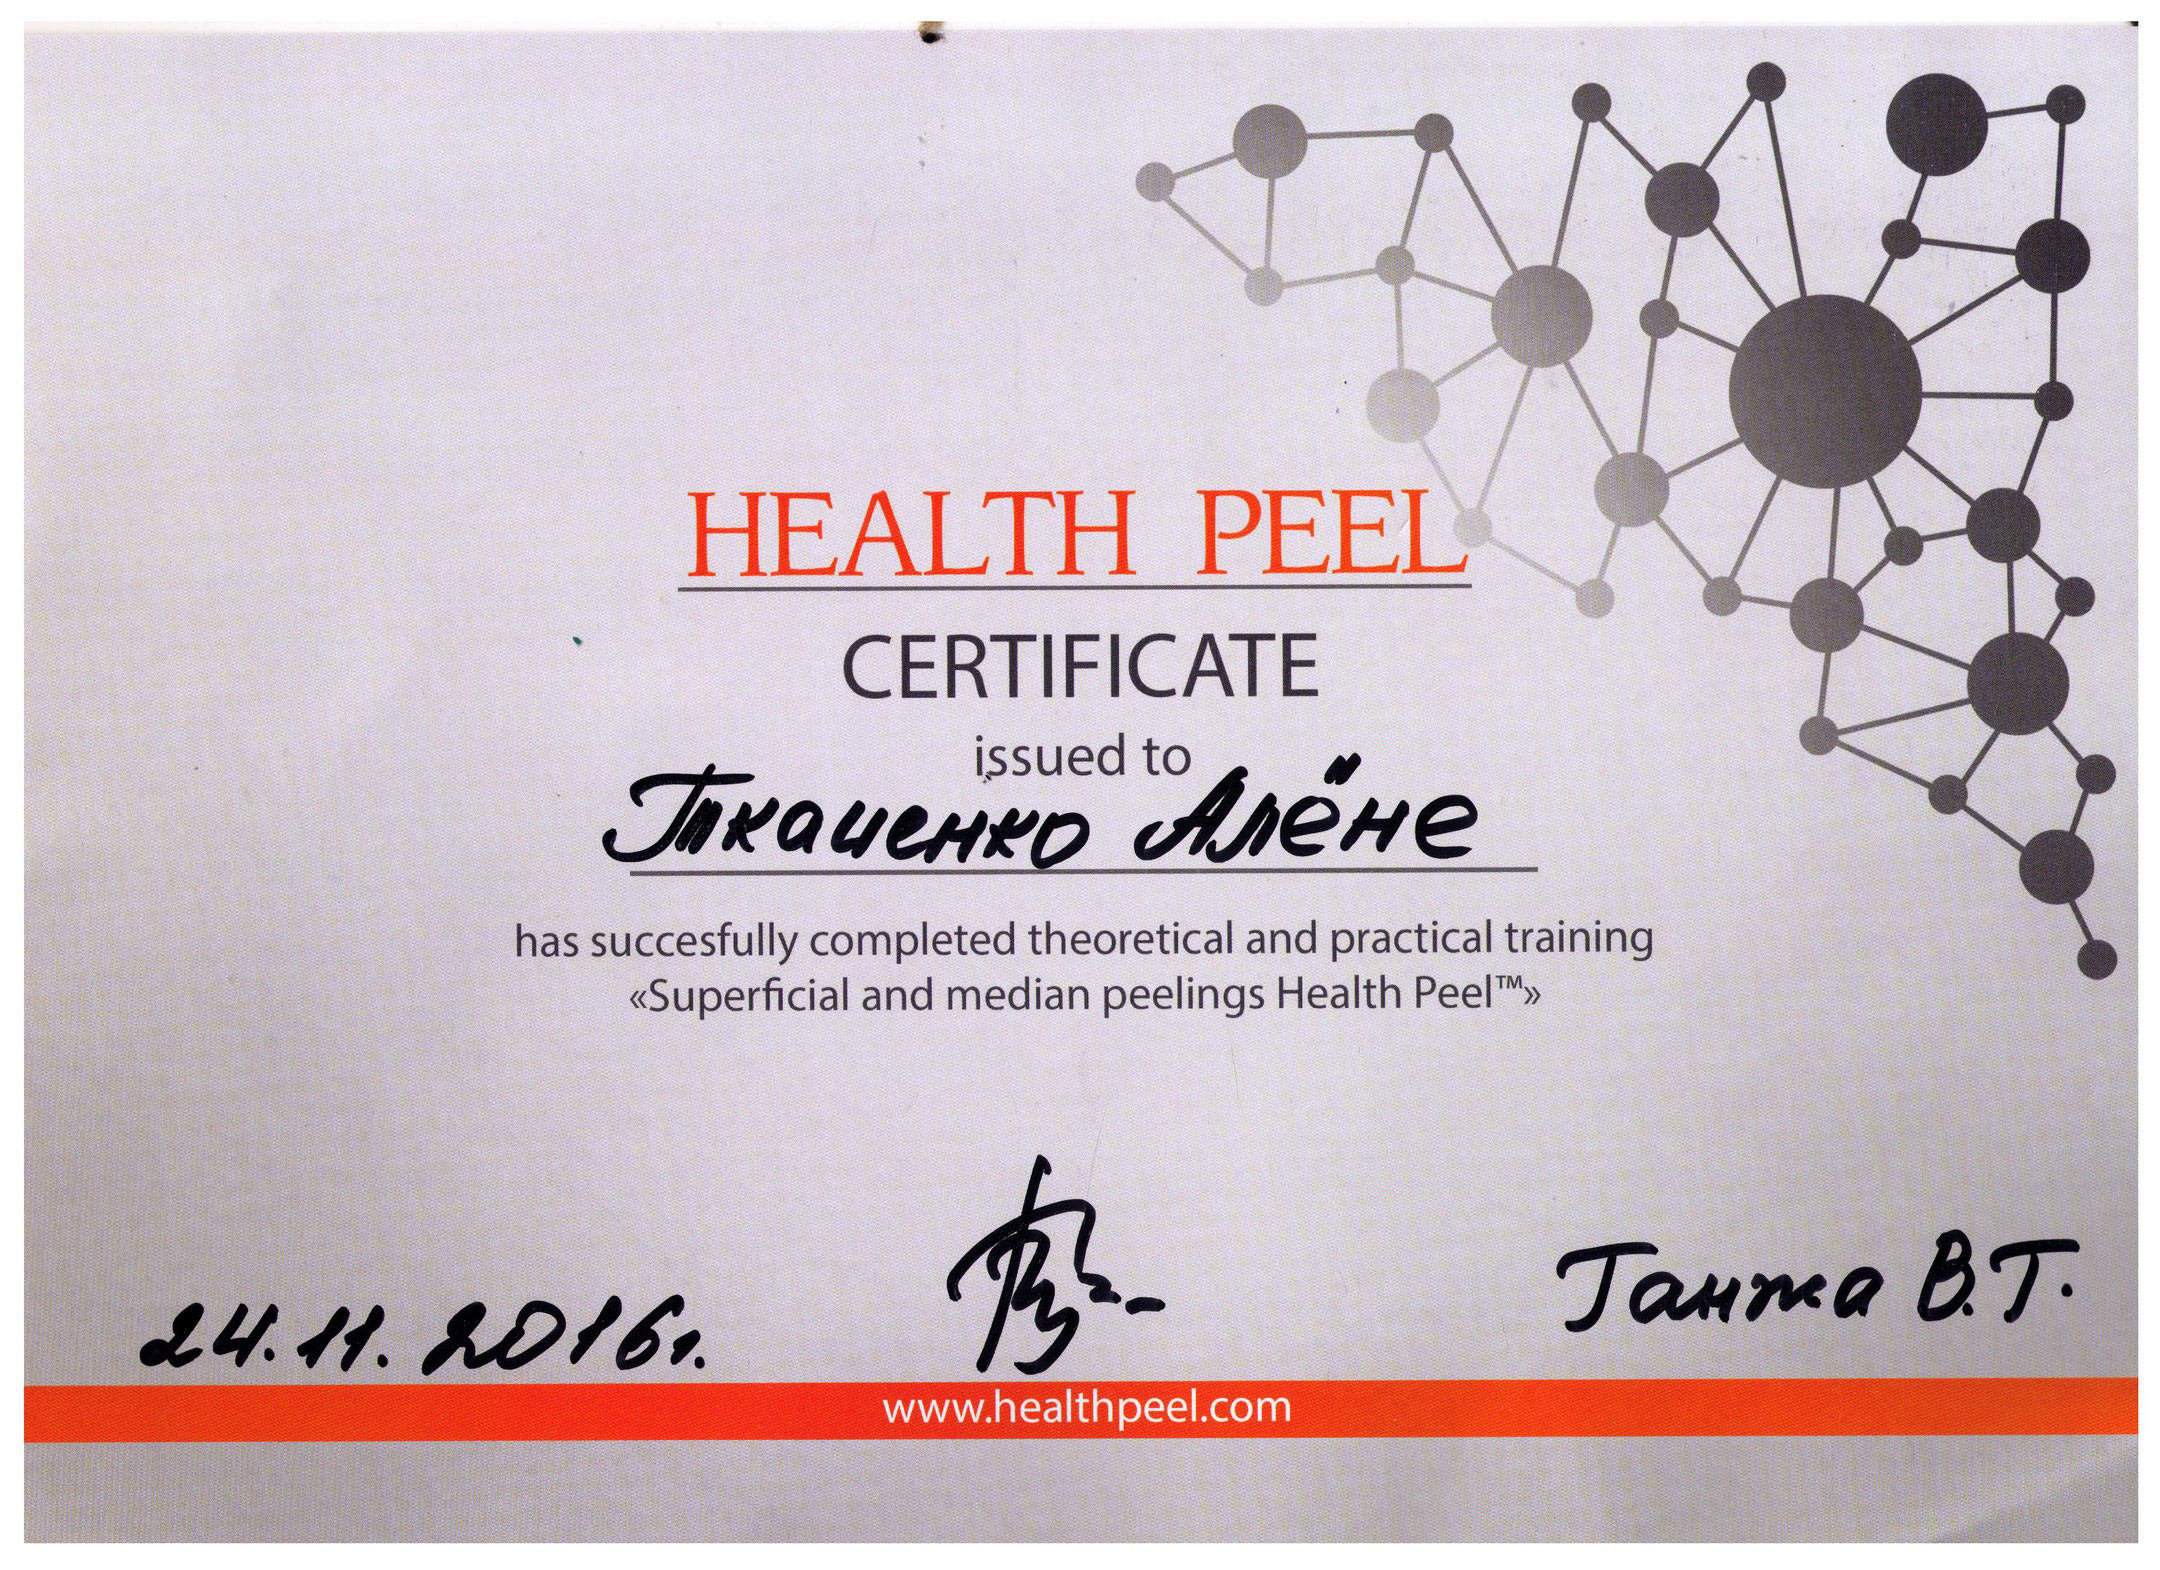 HEALTH PEEL
CERTIFICATE
issued to
Ткаченко Алёне
has succesfully completed theoretical and practical training
«Superficial and median peelings Health Peel™»
24.11.2016г.
Ганжа В.Г.
www.healthpeel.com